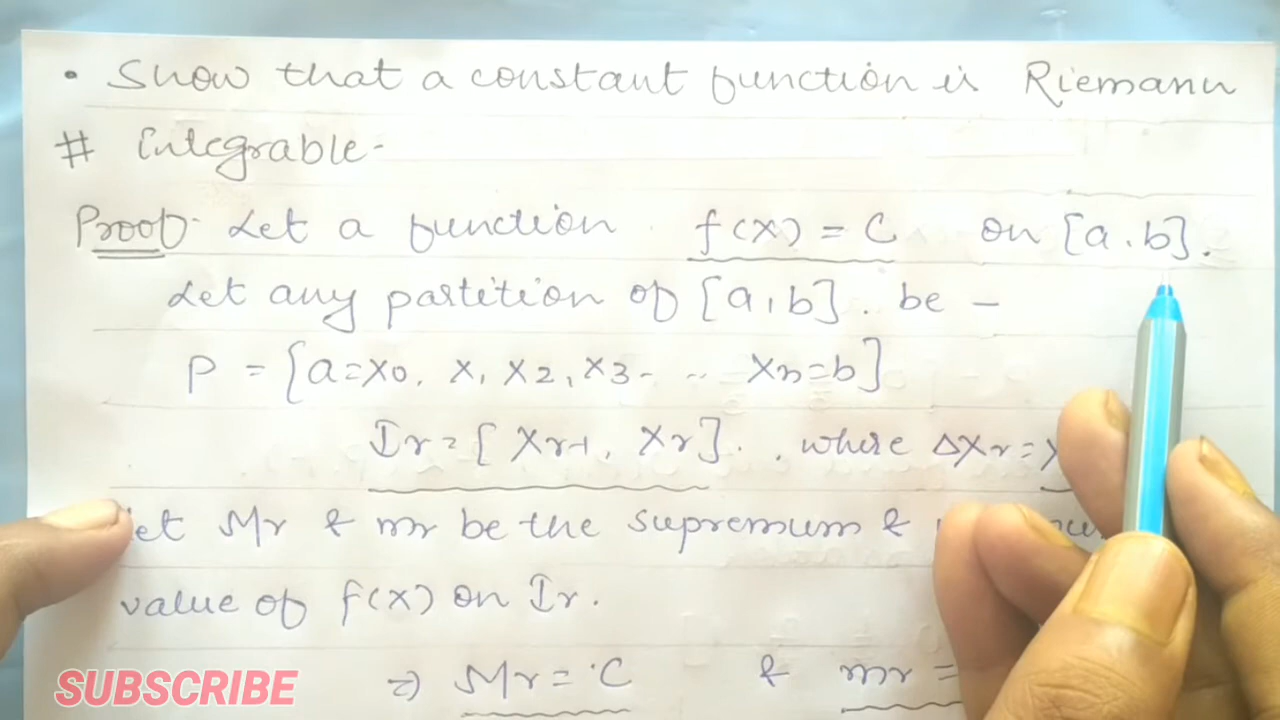 • Show that a constant function is Riemann
# Integrable-
Proof- Let a function f(x) = C on [a, b].
Let any partition of [a, b]. be -
P = [a=x0, x1 x2, x3- -- xn=b]
Ir = [xr-1, xr]. . where Δxr = x
Let Mr & mr be the supremum &
value of f(x) on Ir.
⇒ Mr = C & mr =
SUBSCRIBE